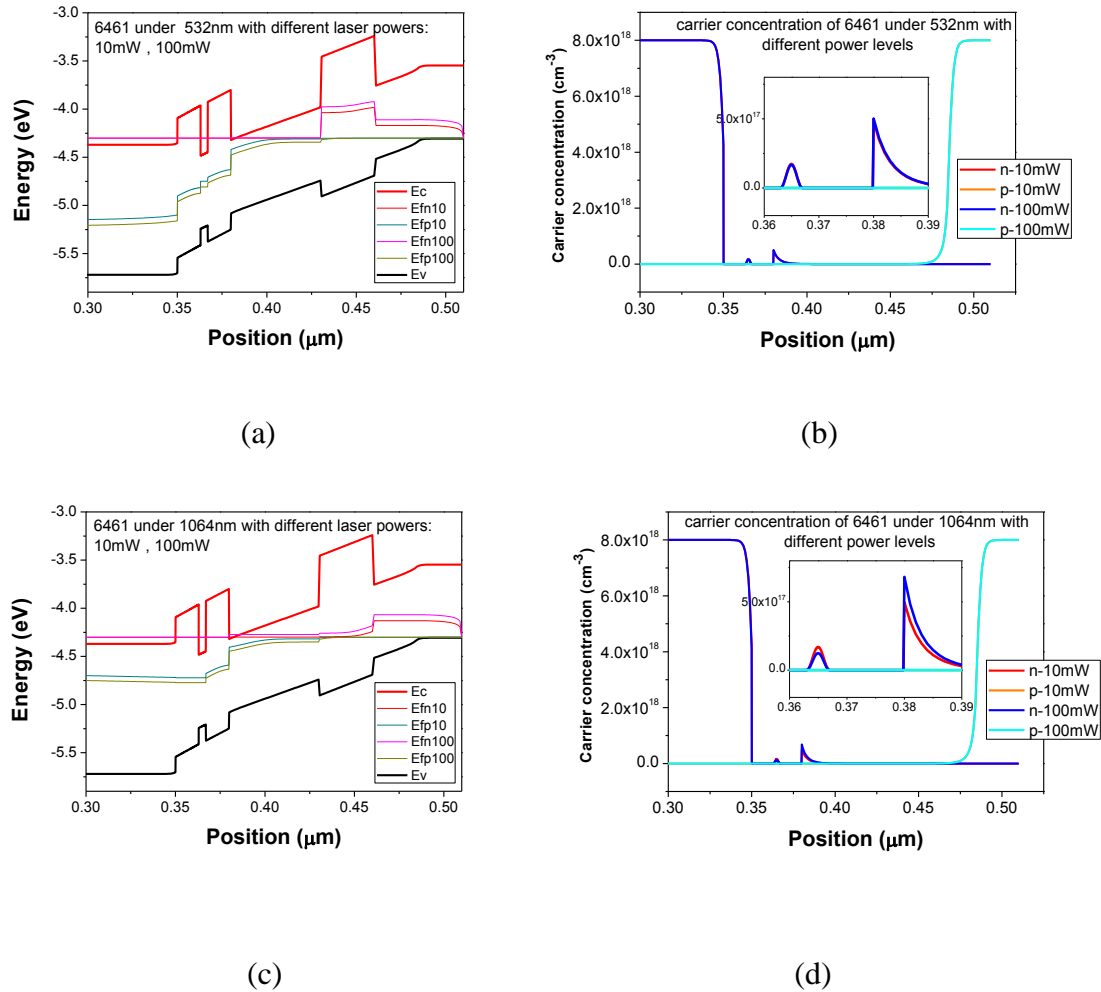 6461 under 532nm with different laser powers:
10mW , 100mW
-3.0
-3.5
-4.0
-4.5
-5.0
-5.5
Energy (eV)
Ec
Efn10
Efp10
Efn100
Efp100
Ev
0.30 0.35 0.40 0.45 0.50
Position (μm)
(a)
carrier concentration of 6461 under 532nm with
different power levels
8.0x10^18
6.0x10^18
4.0x10^18
2.0x10^18
0.0
Carrier concentration (cm^-3)
5.0x10^17
0.0
0.36 0.37 0.38 0.39
n-10mW
p-10mW
n-100mW
p-100mW
0.30 0.35 0.40 0.45 0.50
Position (μm)
(b)
6461 under 1064nm with different laser powers:
10mW , 100mW
-3.0
-3.5
-4.0
-4.5
-5.0
-5.5
Energy (eV)
Ec
Efn10
Efp10
Efn100
Efp100
Ev
0.30 0.35 0.40 0.45 0.50
Position (μm)
(c)
carrier concentration of 6461 under 1064nm with
different power levels
8.0x10^18
6.0x10^18
4.0x10^18
2.0x10^18
0.0
Carrier concentration (cm^-3)
5.0x10^17
0.0
0.36 0.37 0.38 0.39
n-10mW
p-10mW
n-100mW
p-100mW
0.30 0.35 0.40 0.45 0.50
Position (μm)
(d)